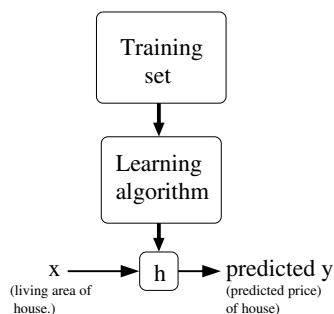 Training
set
Learning
algorithm
x
h
predicted y
(living area of
house.)
(predicted price)
of house)